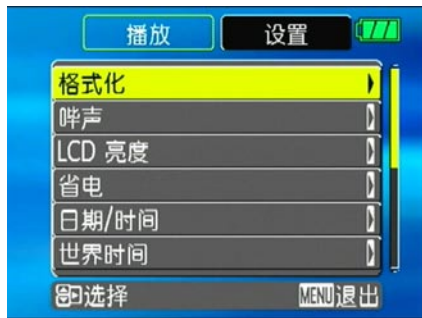 播放 设置
格式化
哔声
LCD 亮度
省电
日期/时间
世界时间
选择 MENU退出